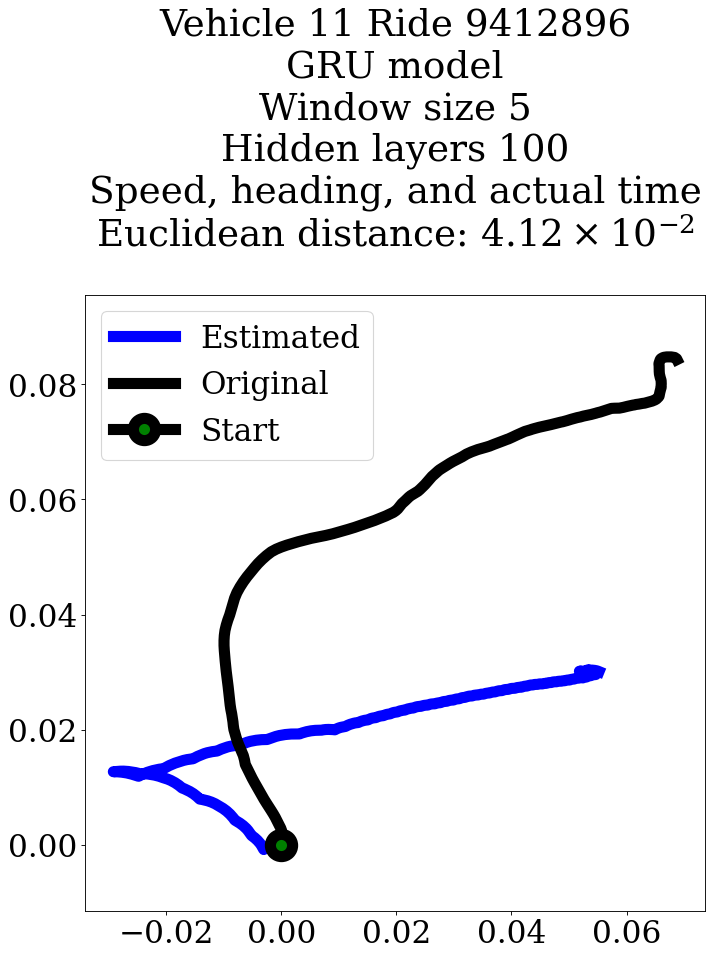 Vehicle 11 Ride 9412896
GRU model
Window size 5
Hidden layers 100
Speed, heading, and actual time
Euclidean distance: 4.12 × 10⁻²
Estimated
Original
Start
0.08
0.06
0.04
0.02
0.00
−0.02 0.00 0.02 0.04 0.06